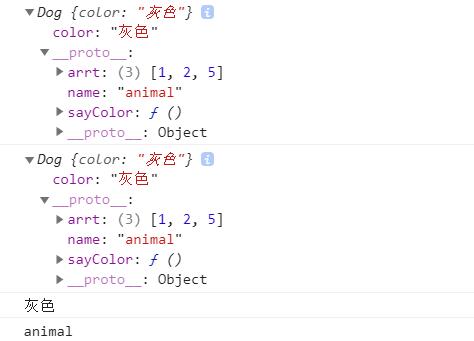 ▼Dog {color: "灰色"} i
color: "灰色"
▼__proto__:
▶arrt: (3) [1, 2, 5]
name: "animal"
▶sayColor: ƒ ()
▶__proto__: Object
▼Dog {color: "灰色"} i
color: "灰色"
▼__proto__:
▶arrt: (3) [1, 2, 5]
name: "animal"
▶sayColor: ƒ ()
▶__proto__: Object
灰色
animal